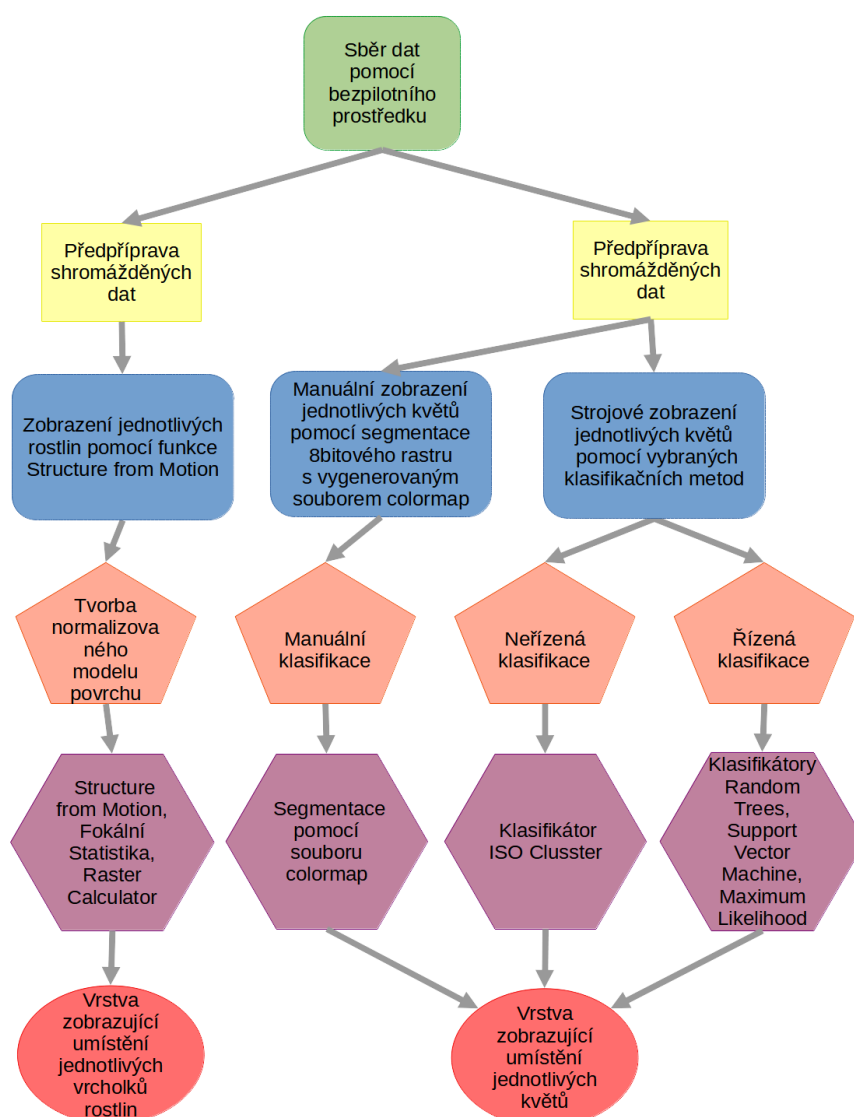 Sběr dat
pomocí
bezpilotního
prostředku
Předpříprava
shromážděných
dat
Předpříprava
shromážděných
dat
Zobrazení jednotlivých
rostlin pomocí funkce
Structure from Motion
Manuální zobrazení
jednotlivých květů
pomocí segmentace
8bitového rastru
s vygenerovaným
souborem colormap
Strojové zobrazení
jednotlivých květů
pomocí vybraných
klasifikačních metod
Tvorba
normalizova
ného
modelu
povrchu
Manuální
klasifikace
Neřízená
klasifikace
Řízená
klasifikace
Structure
from Motion,
Fokální
Statistika,
Raster
Calculator
Segmentace
pomocí
souboru
colormap
Klasifikátor
ISO Clusster
Klasifikátory
Random
Trees,
Support
Vector
Machine,
Maximum
Likelihood
Vrstva
zobrazující
umístění
jednotlivých
vrcholků
rostlin
Vrstva
zobrazující
umístění
jednotlivých
květů